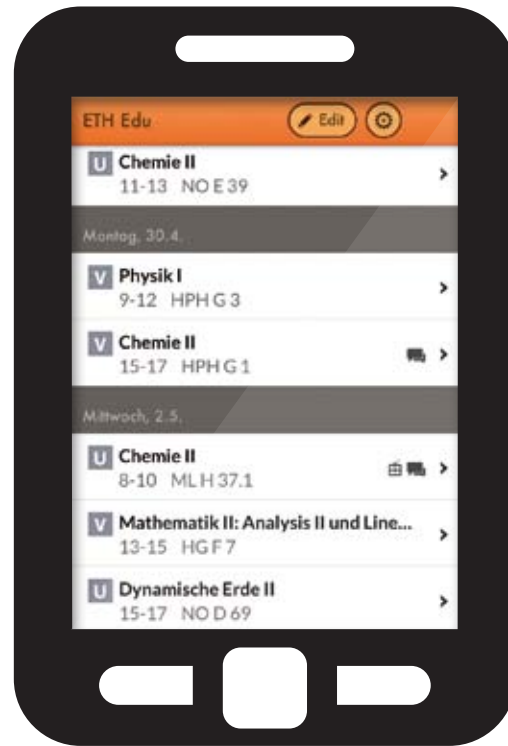 ETH Edu Edit
U Chemie II
11-13 NO E 39
Montag, 30.4.
V Physik I
9-12 HPH G 3
V Chemie II
15-17 HPH G 1
Mittwoch, 2.5.
U Chemie II
8-10 ML H 37.1
V Mathematik II: Analysis II und Line...
13-15 HG F 7
U Dynamische Erde II
15-17 NO D 69